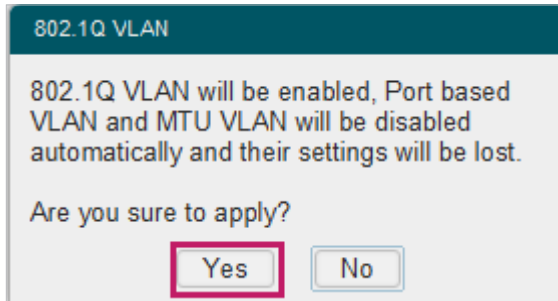 802.1Q VLAN
802.1Q VLAN will be enabled, Port based
VLAN and MTU VLAN will be disabled
automatically and their settings will be lost.
Are you sure to apply?
Yes No